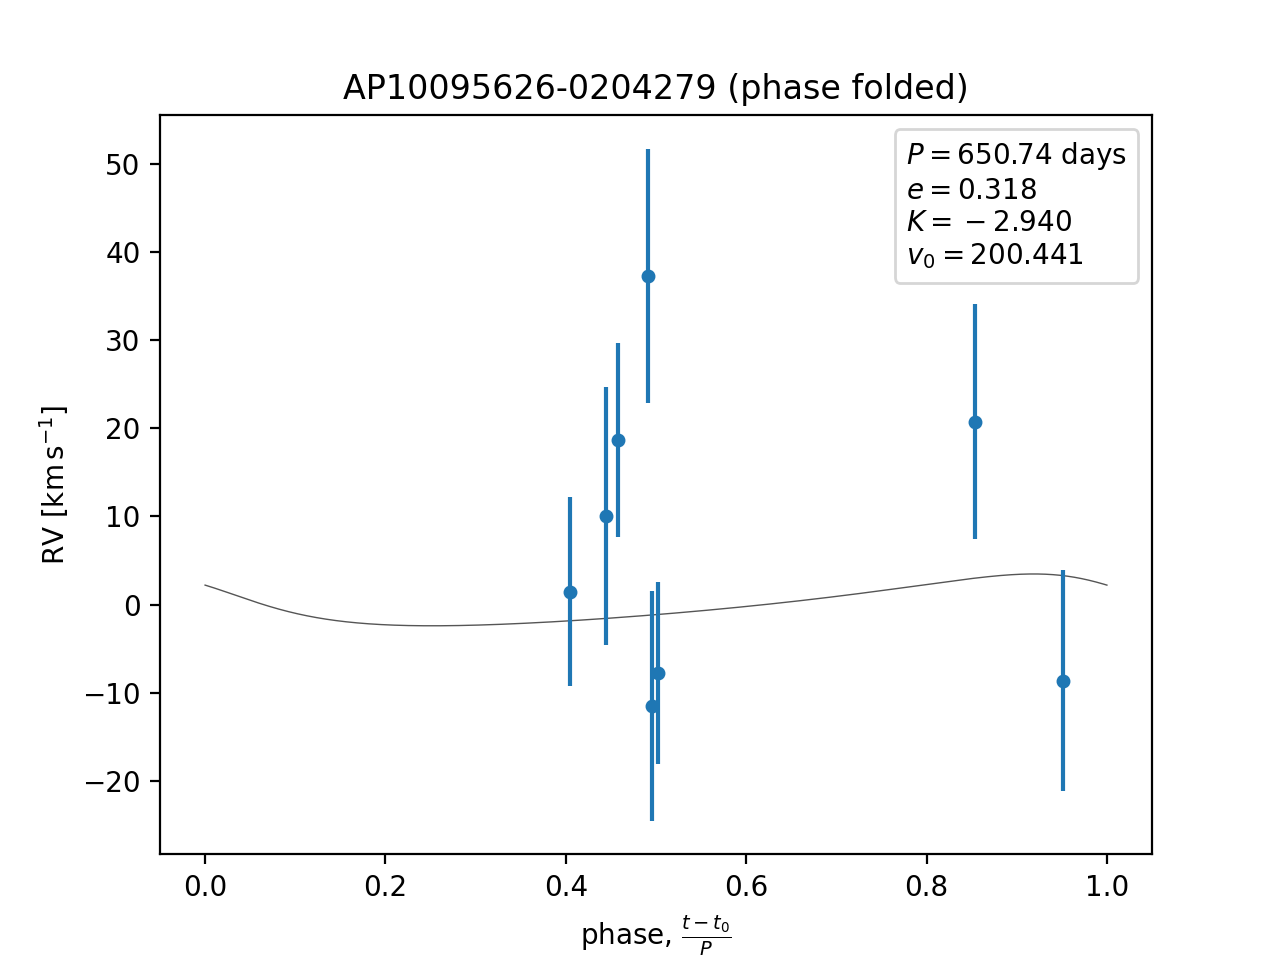 AP10095626-0204279 (phase folded)
P = 650.74 days
e = 0.318
K = −2.940
v₀ = 200.441
50
40
30
20
10
0
−10
−20
RV [km s⁻¹]
0.0 0.2 0.4 0.6 0.8 1.0
phase, (t − t₀)/P